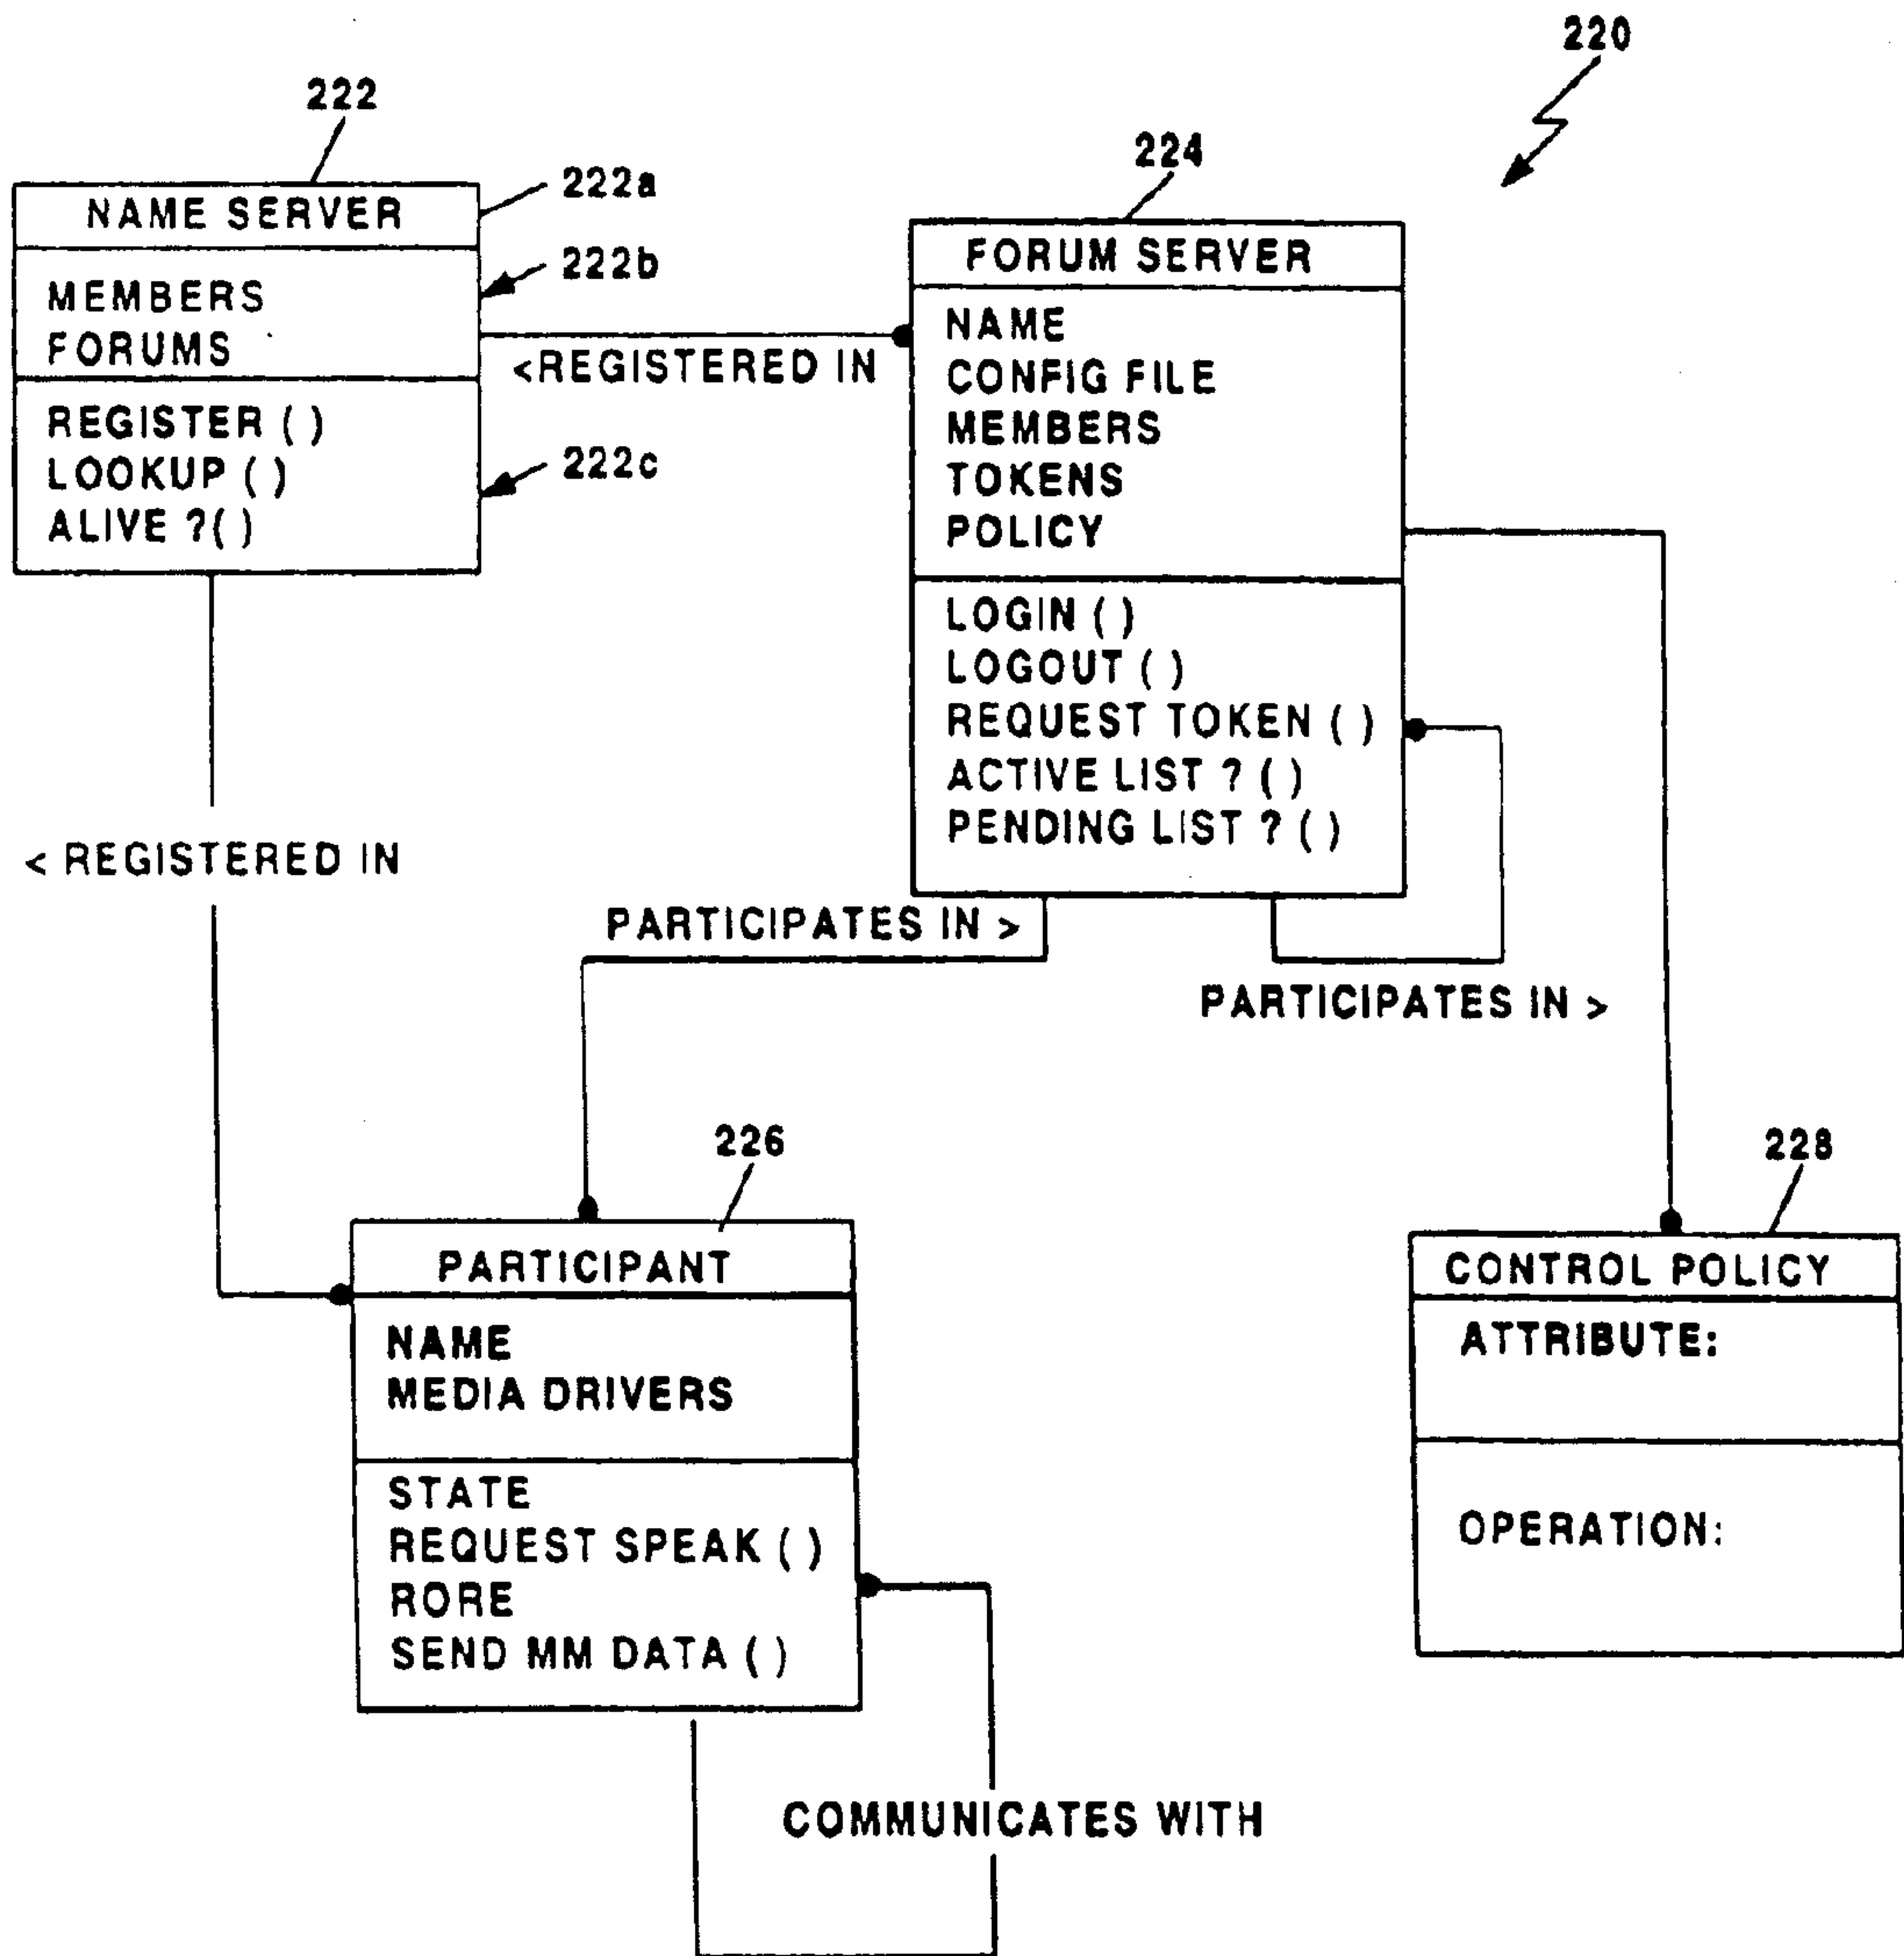 220
222
222a
NAME SERVER
222b
MEMBERS
FORUMS
222c
REGISTER ( )
LOOKUP ( )
ALIVE ?( )
<REGISTERED IN
224
FORUM SERVER
NAME
CONFIG FILE
MEMBERS
TOKENS
POLICY
LOGIN ( )
LOGOUT ( )
REQUEST TOKEN ( )
ACTIVE LIST ? ( )
PENDING LIST ? ( )
< REGISTERED IN
PARTICIPATES IN >
PARTICIPATES IN >
226
PARTICIPANT
NAME
MEDIA DRIVERS
STATE
REQUEST SPEAK ( )
RORE
SEND MM DATA ( )
228
CONTROL POLICY
ATTRIBUTE:
OPERATION:
COMMUNICATES WITH